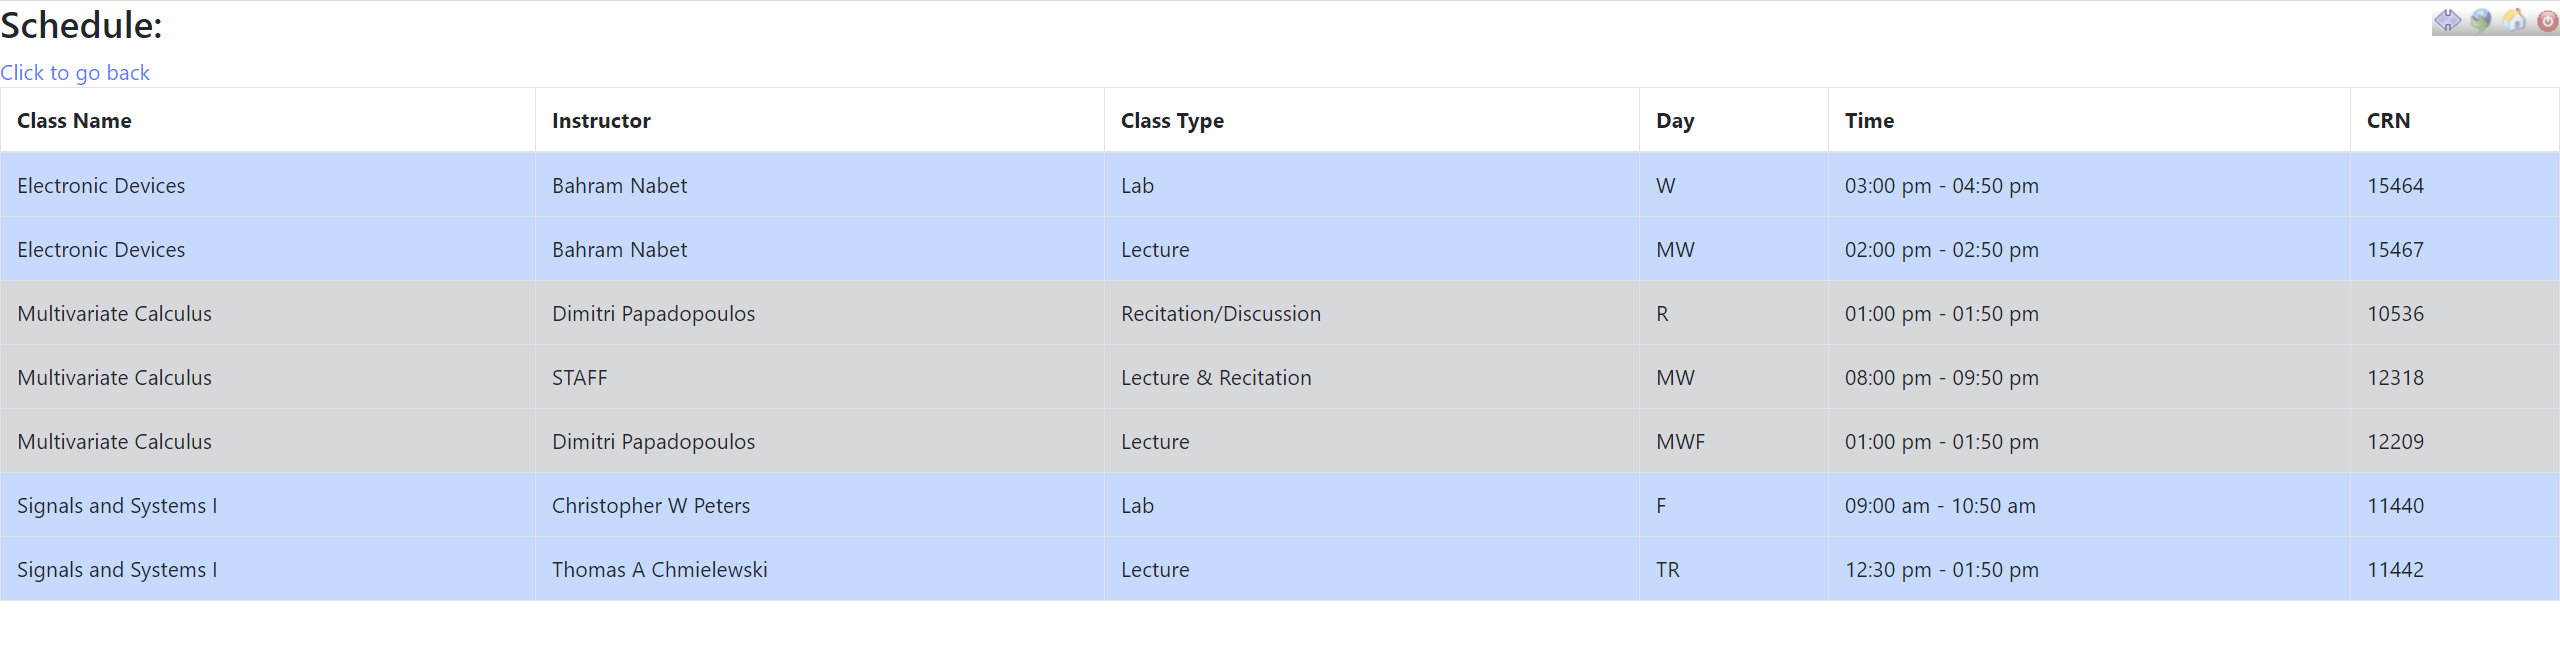 Schedule:
Click to go back
Class Name Instructor Class Type Day Time CRN
Electronic Devices Bahram Nabet Lab W 03:00 pm - 04:50 pm 15464
Electronic Devices Bahram Nabet Lecture MW 02:00 pm - 02:50 pm 15467
Multivariate Calculus Dimitri Papadopoulos Recitation/Discussion R 01:00 pm - 01:50 pm 10536
Multivariate Calculus STAFF Lecture & Recitation MW 08:00 pm - 09:50 pm 12318
Multivariate Calculus Dimitri Papadopoulos Lecture MWF 01:00 pm - 01:50 pm 12209
Signals and Systems I Christopher W Peters Lab F 09:00 am - 10:50 am 11440
Signals and Systems I Thomas A Chmielewski Lecture TR 12:30 pm - 01:50 pm 11442